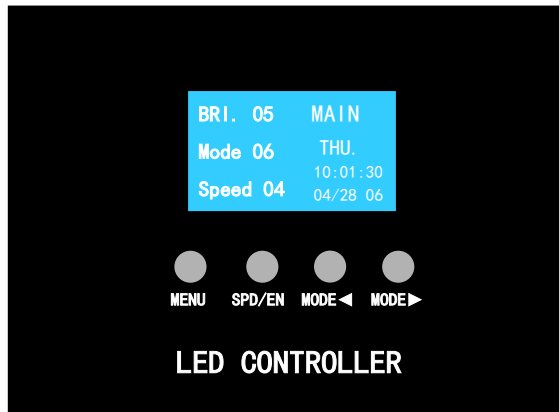 BRI. 05 MAIN
Mode 06 THU.
10:01:30
Speed 04 04/28 06
MENU SPD/EN MODE◀ MODE▶
LED CONTROLLER